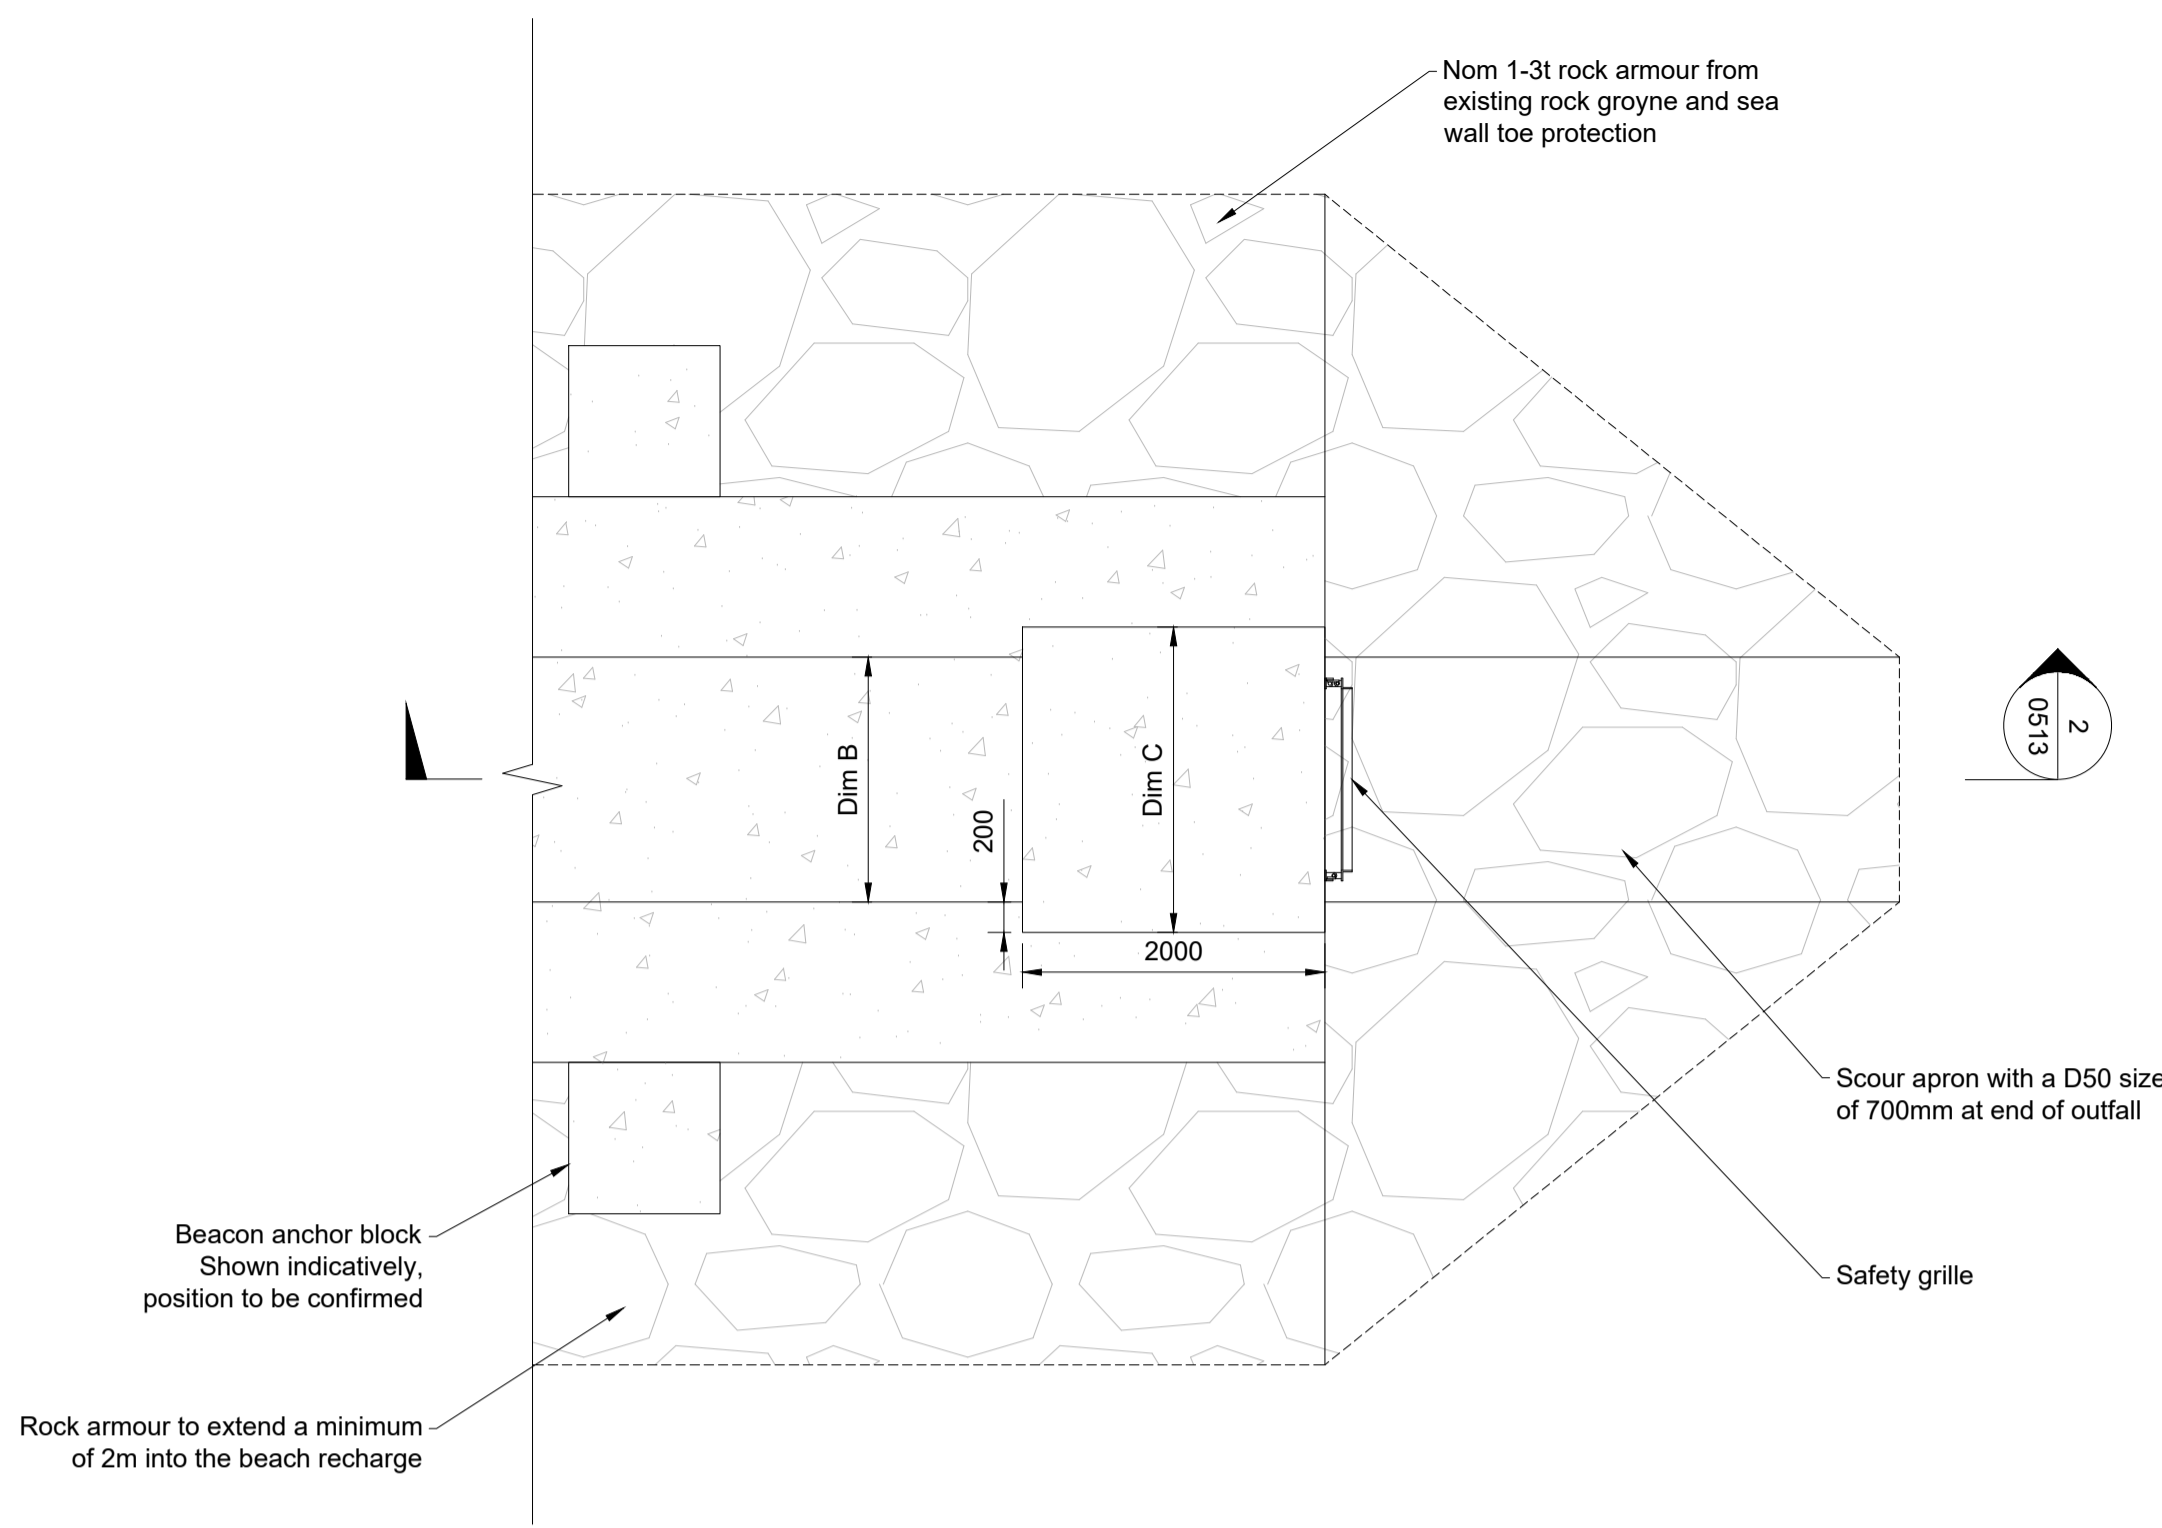 Nom 1-3t rock armour from
existing rock groyne and sea
wall toe protection
Dim B
200
Dim C
2000
2
0513
Scour apron with a D50 size
of 700mm at end of outfall
Safety grille
Beacon anchor block
Shown indicatively,
position to be confirmed
Rock armour to extend a minimum
of 2m into the beach recharge